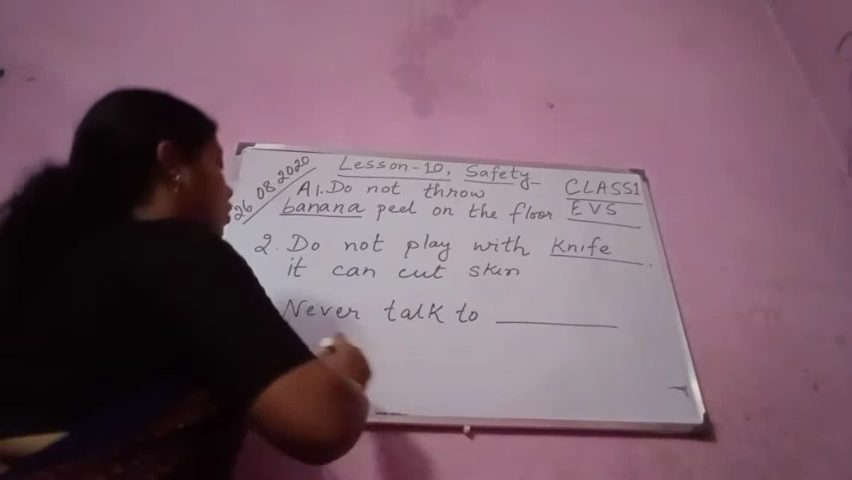 26 08.2020
Lesson-10, Safety
CLASS1
EVS
A1. Do not throw
banana peel on the floor
2. Do not play with Knife.
it can cut skin
Never talk to ________